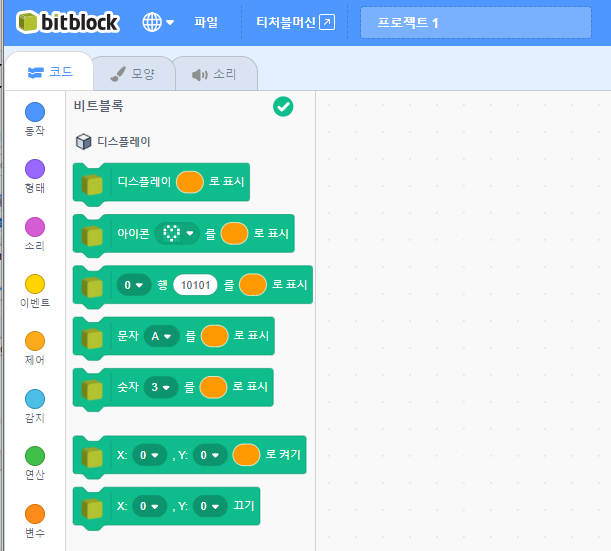 bitblock 파일 티처블머신 프로젝트 1
코드 모양 소리
비트블록
동작
디스플레이
디스플레이 로 표시
형태
아이콘 를 로 표시
소리
0 행 10101 를 로 표시
이벤트
문자 A 를 로 표시
제어
숫자 3 를 로 표시
감지
X: 0 , Y: 0 로 켜기
연산
X: 0 , Y: 0 끄기
변수